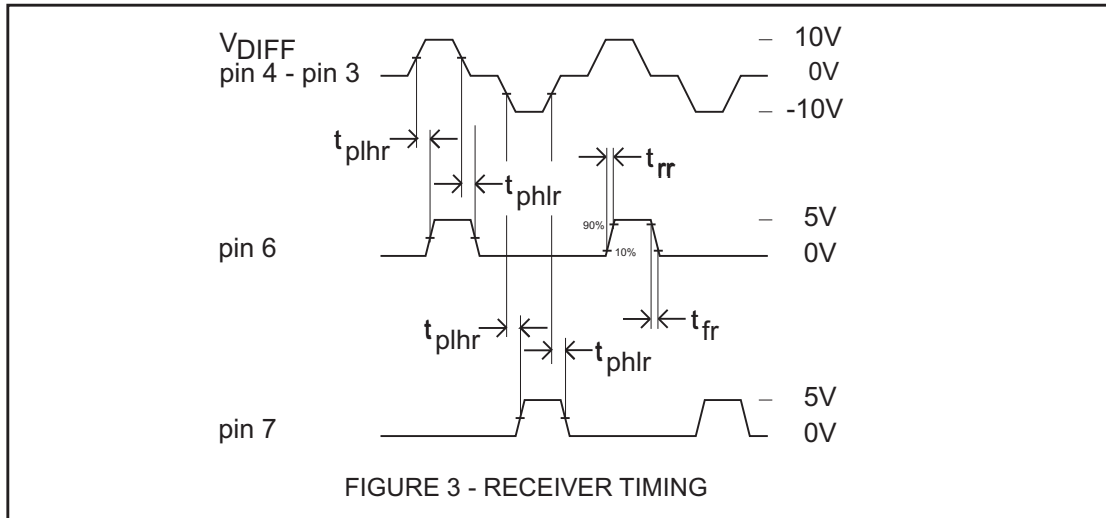 VDIFF
pin 4 - pin 3
10V
0V
-10V
tplhr
tphlr
trr
pin 6
90%
10%
5V
0V
tplhr
tphlr
tfr
pin 7
5V
0V
FIGURE 3 - RECEIVER TIMING